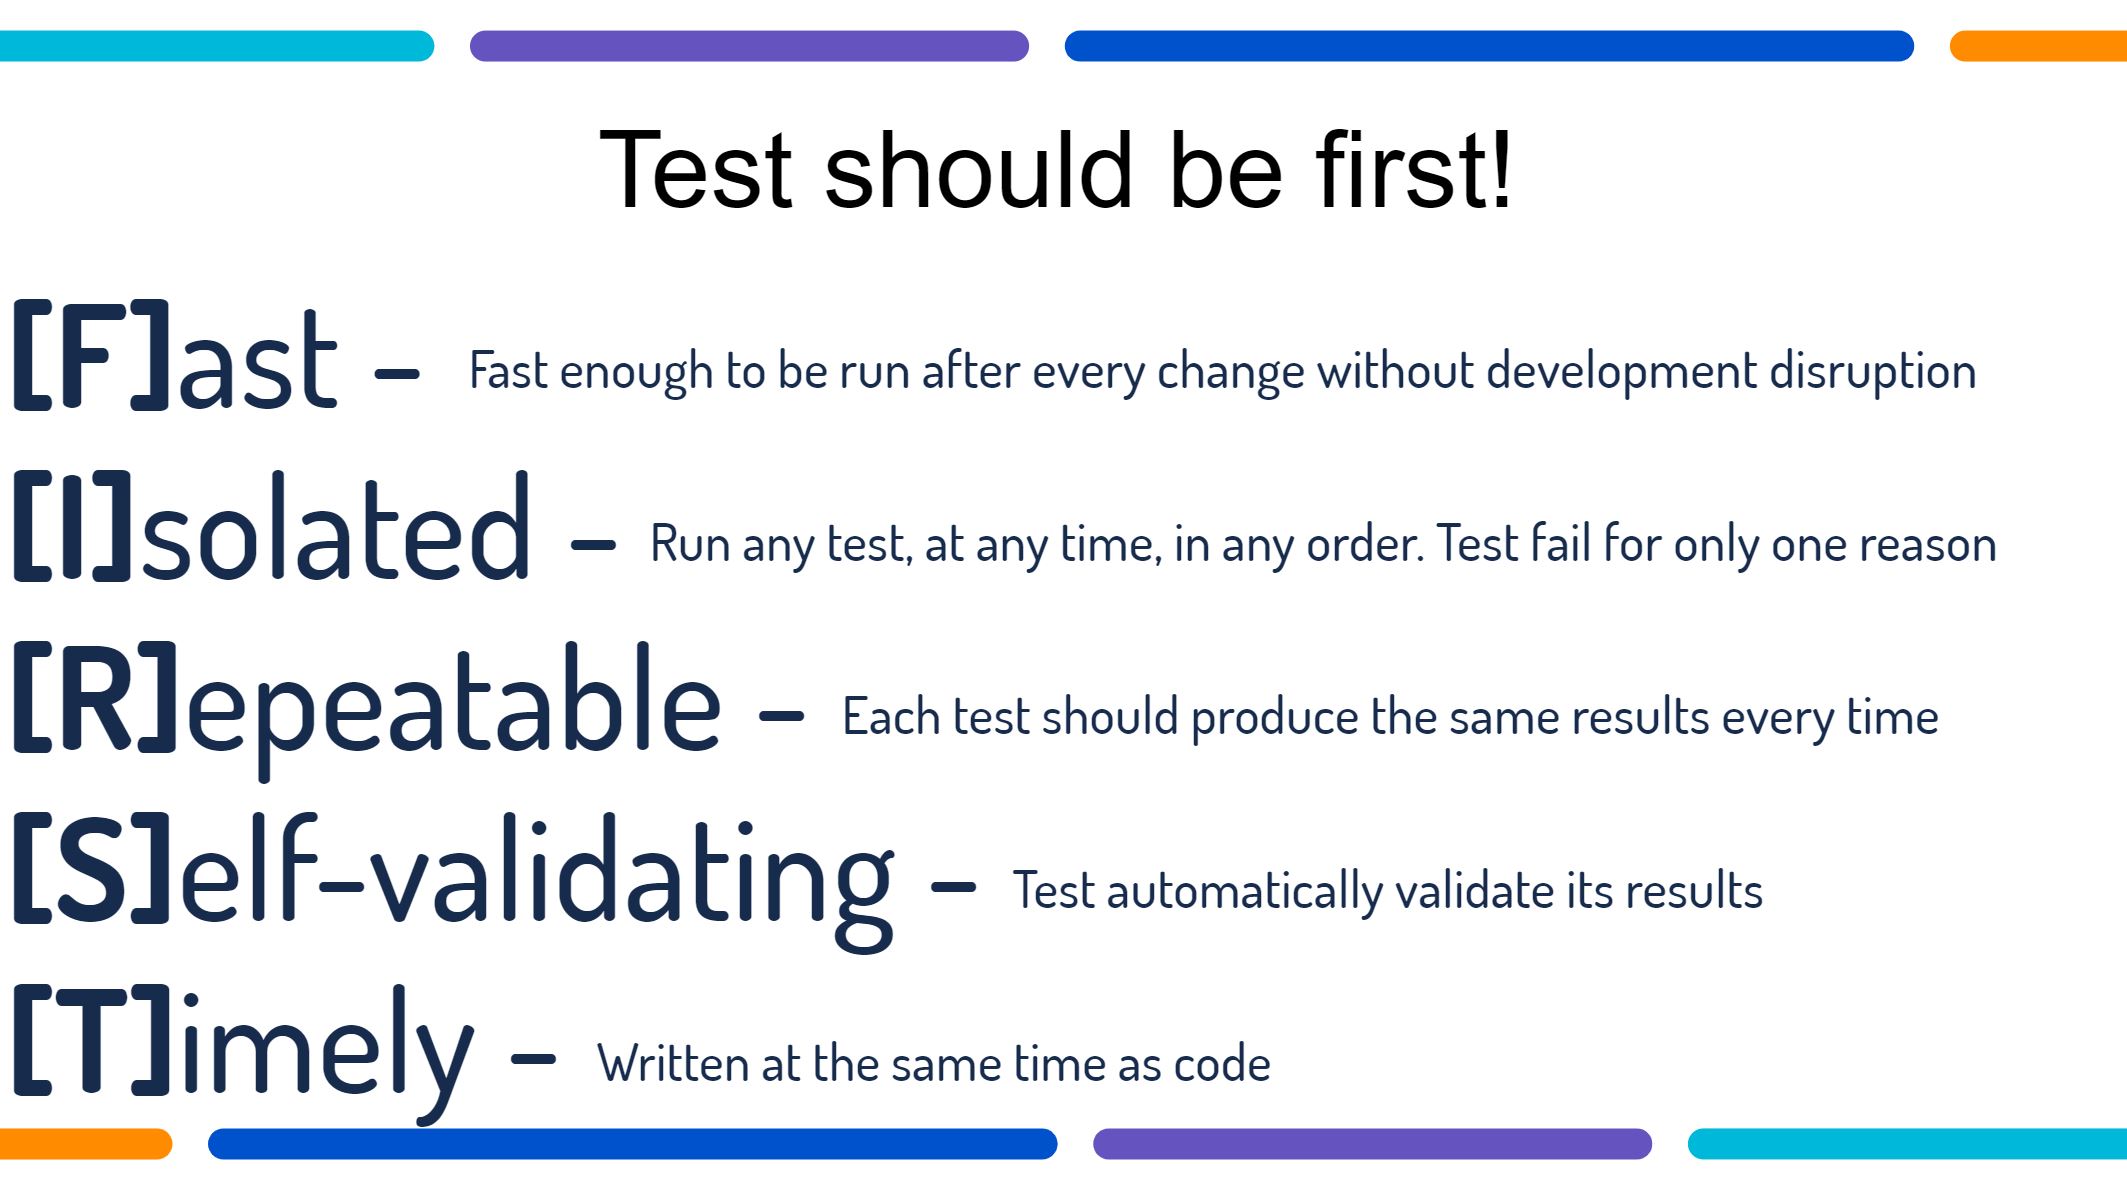 Test should be first!
[F]ast – Fast enough to be run after every change without development disruption
[I]solated – Run any test, at any time, in any order. Test fail for only one reason
[R]epeatable – Each test should produce the same results every time
[S]elf-validating – Test automatically validate its results
[T]imely – Written at the same time as code